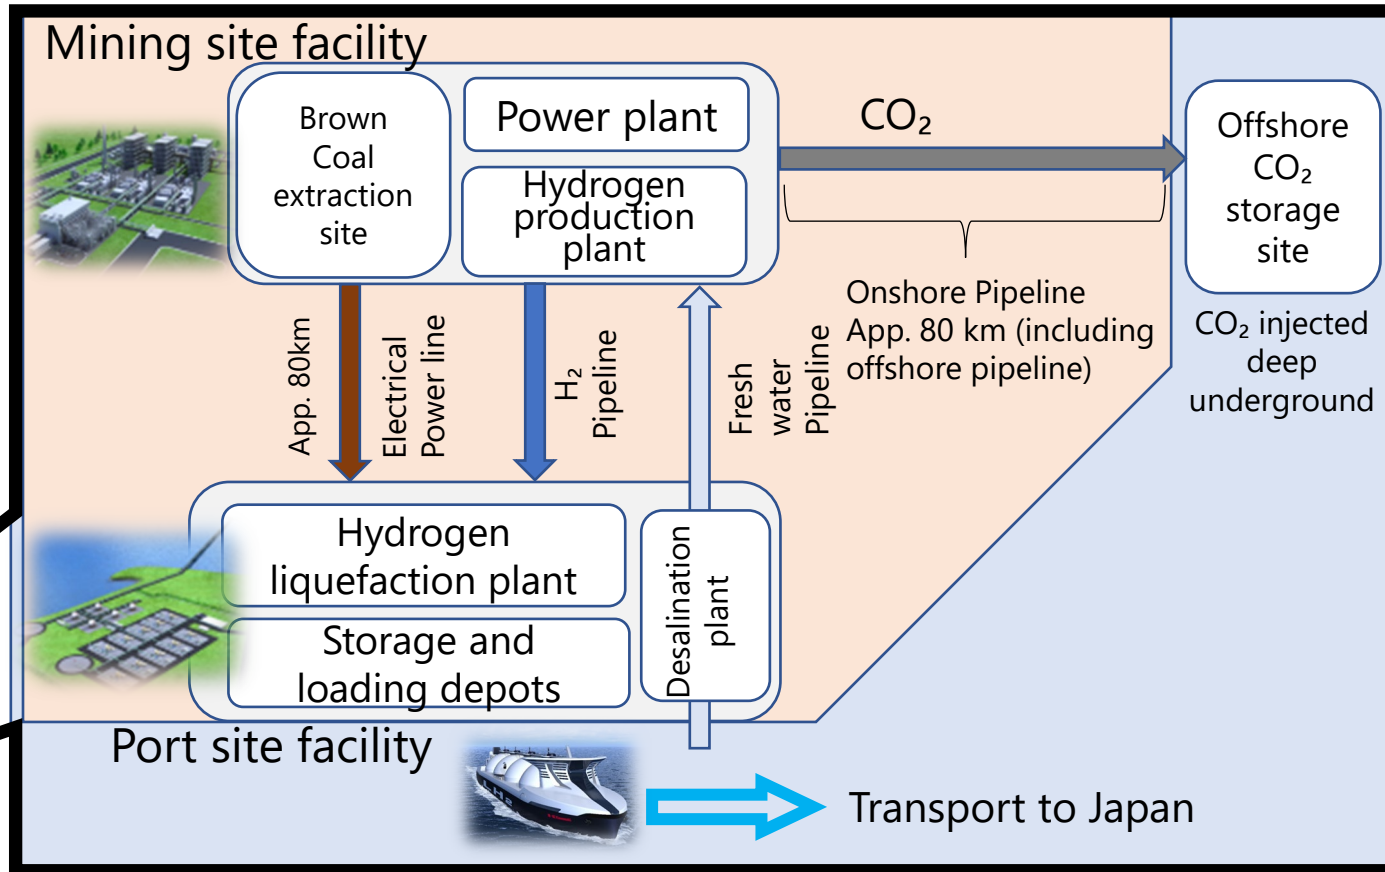 Mining site facility
Brown
Coal
extraction
site
Power plant
Hydrogen
production
plant
CO₂
Offshore
CO₂
storage
site
CO₂ injected
deep
underground
Onshore Pipeline
App. 80 km (including
offshore pipeline)
App. 80km
Electrical
Power line
H₂
Pipeline
Fresh
water
Pipeline
Hydrogen
liquefaction plant
Storage and
loading depots
Desalination
plant
Port site facility
LH₂
Transport to Japan